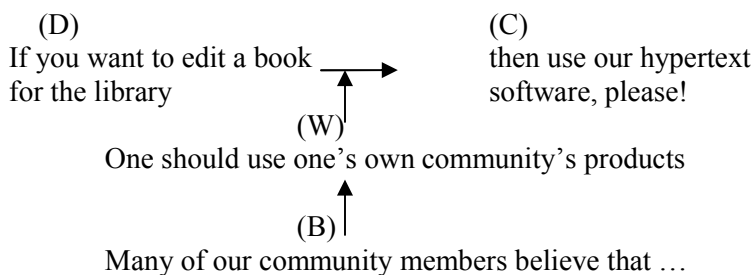 (D) (C)
If you want to edit a book then use our hypertext
for the library software, please!
(W)
One should use one’s own community’s products
(B)
Many of our community members believe that …